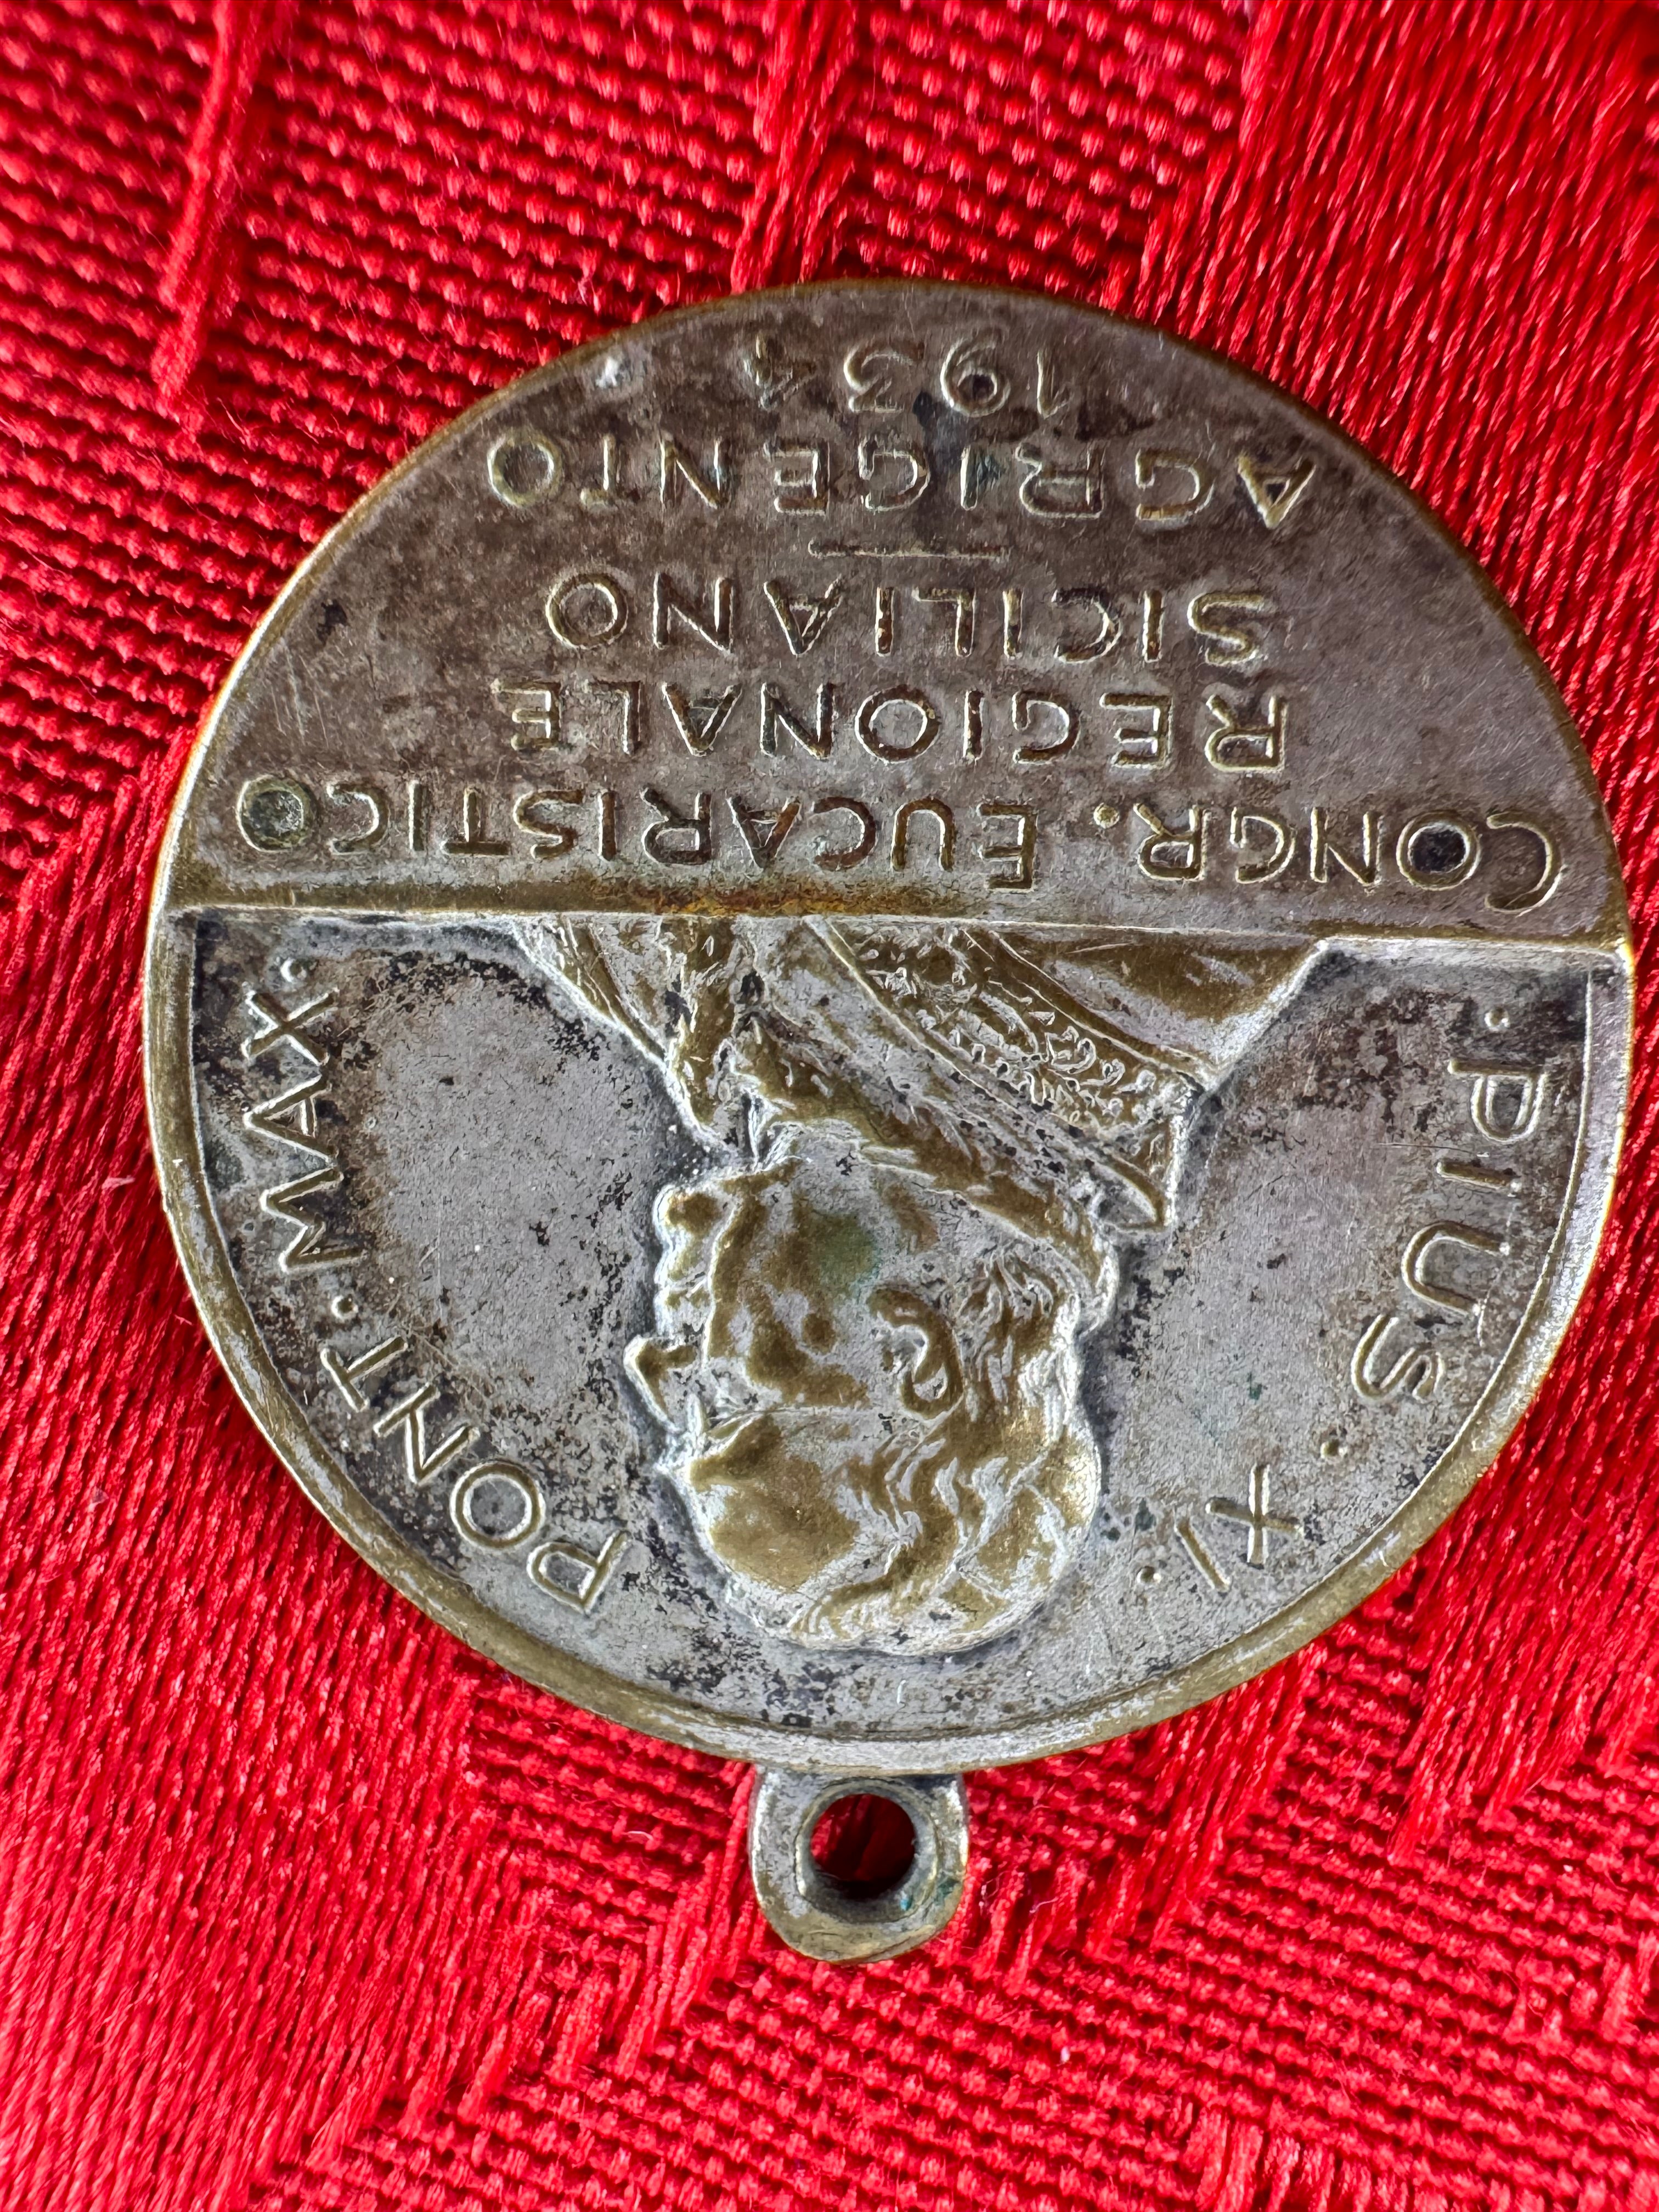 ·PIUS·XI·PONT·MAX·
CONGR. EUCARISTICO
REGIONALE
SICILIANO
AGRIGENTO
1934